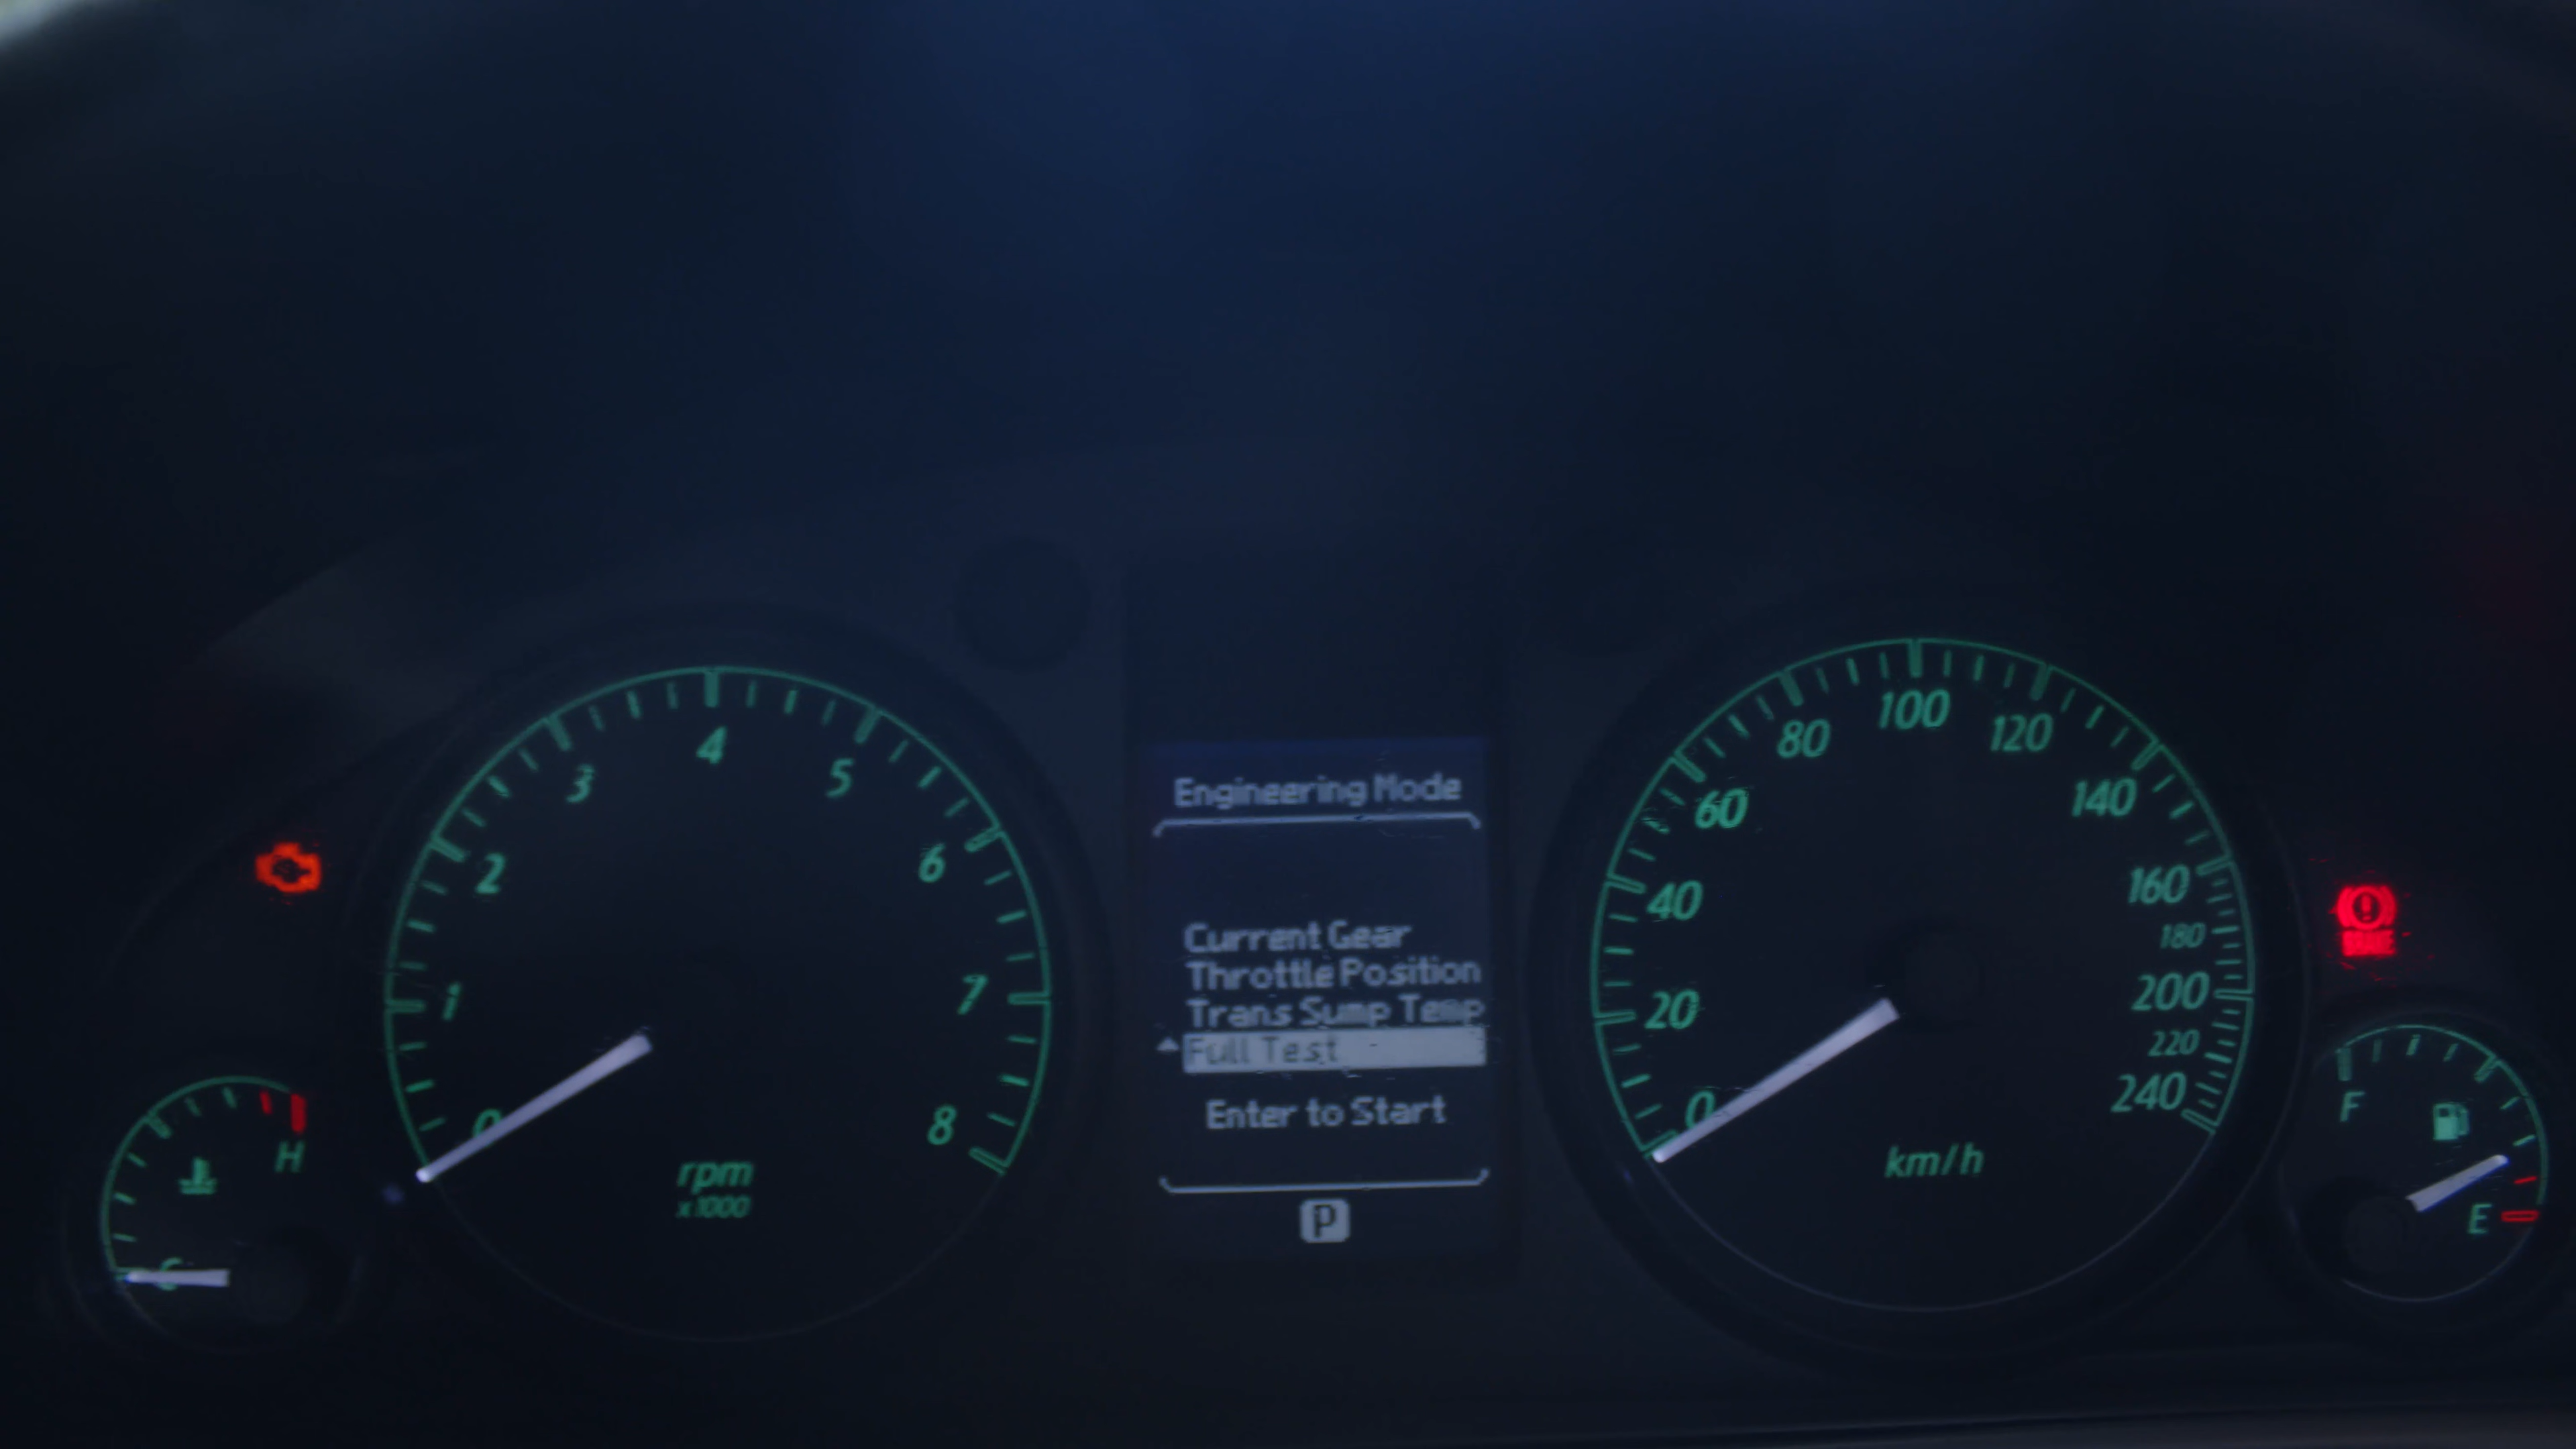 Engineering Mode
Current Gear
Throttle Position
Trans Sump Temp
Full Test
Enter to Start
P
0
1
2
3
4
5
6
7
8
rpm
x1000
C
H
0
20
40
60
80
100
120
140
160
180
200
220
240
km/h
F
E